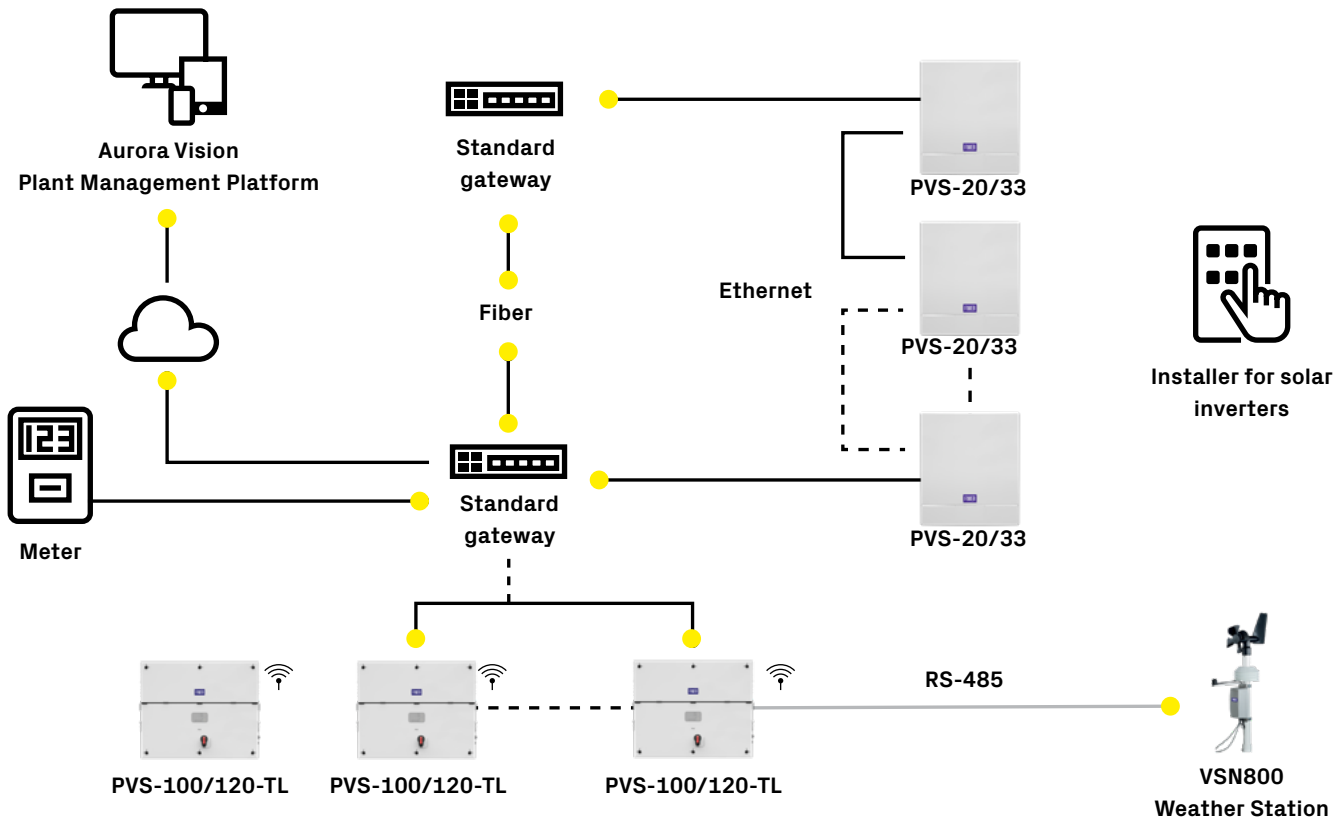 Aurora Vision
Plant Management Platform
Standard
gateway
PVS-20/33
Ethernet
Fiber
PVS-20/33
Installer for solar
inverters
123
Meter
Standard
gateway
PVS-20/33
RS-485
PVS-100/120-TL
PVS-100/120-TL
PVS-100/120-TL
VSN800
Weather Station